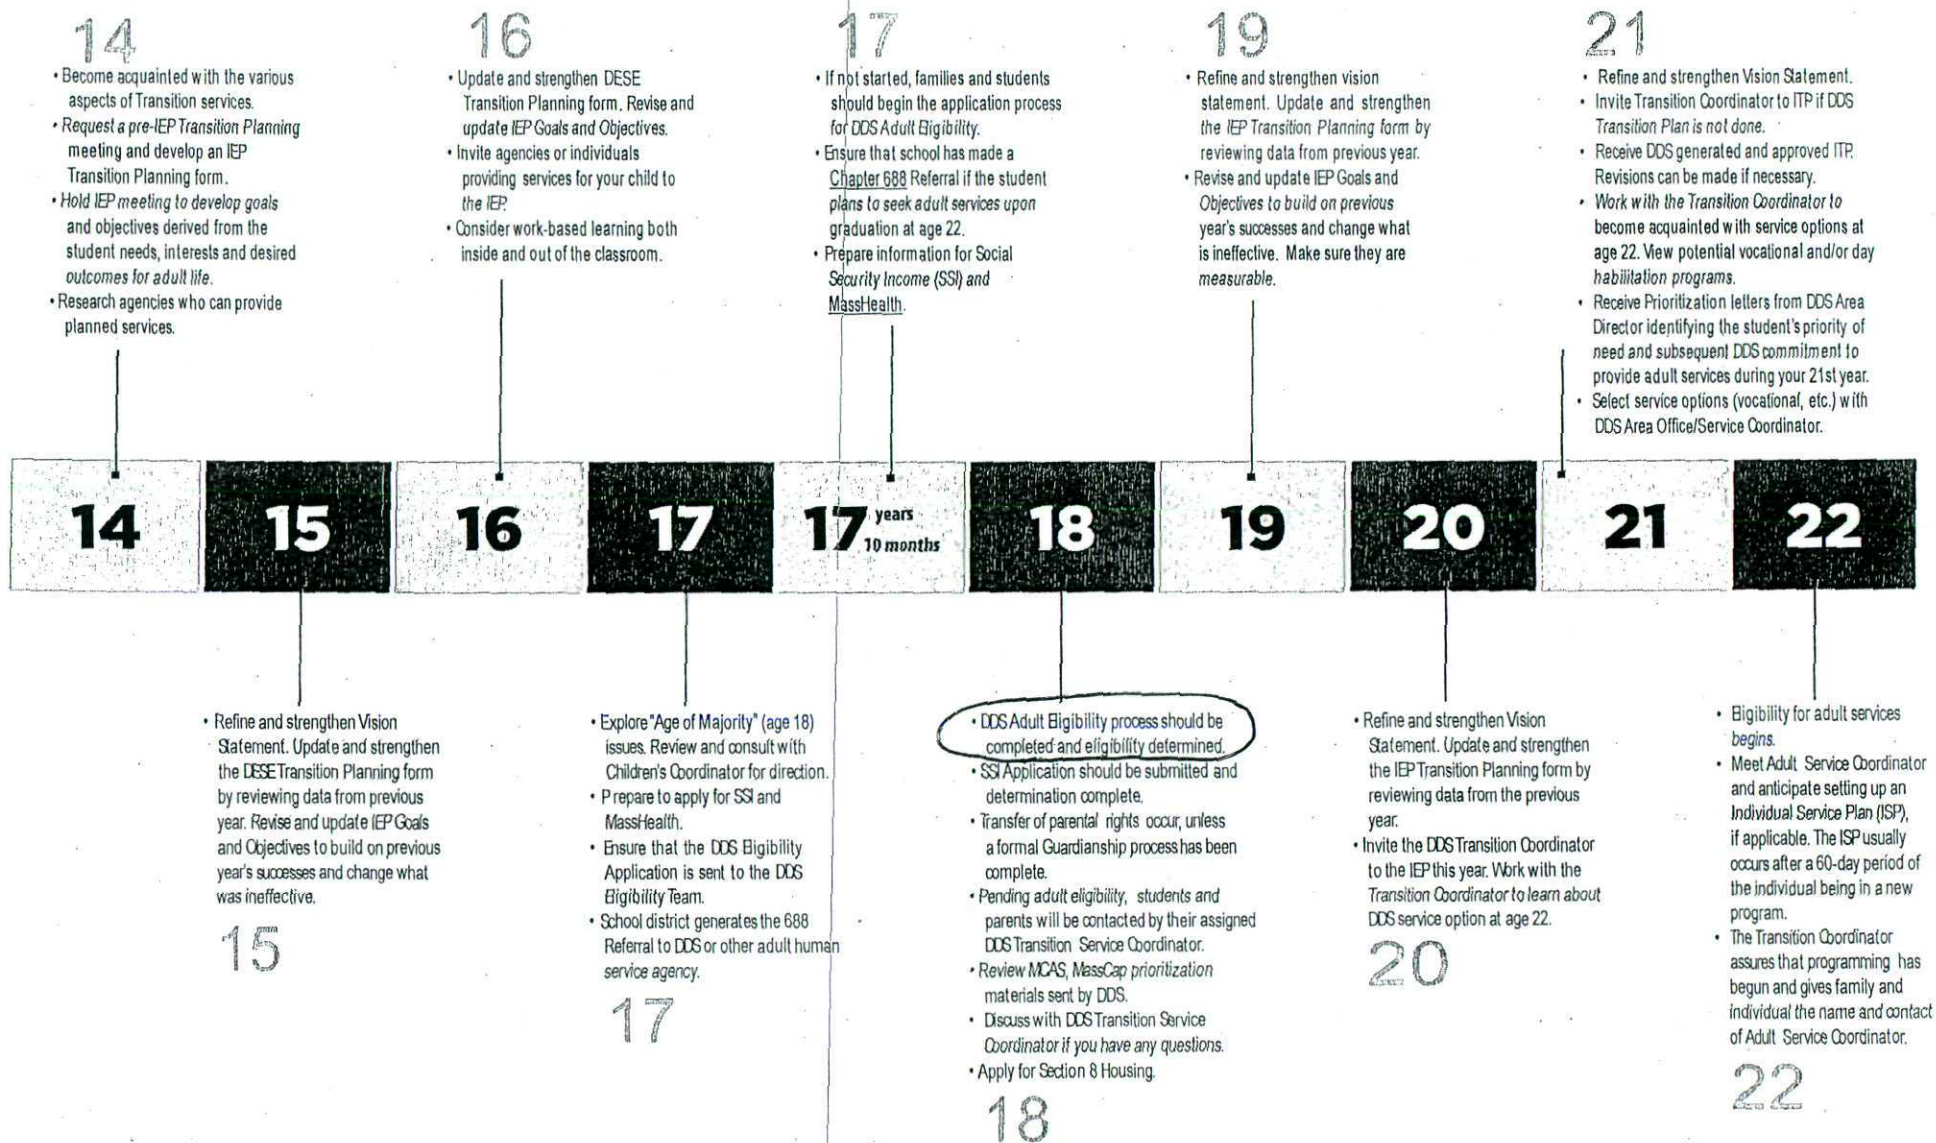 14
• Become acquainted with the various
aspects of Transition services.
• Request a pre-IEP Transition Planning
meeting and develop an IEP
Transition Planning form.
• Hold IEP meeting to develop goals
and objectives derived from the
student needs, interests and desired
outcomes for adult life.
• Research agencies who can provide
planned services.
16
• Update and strengthen DESE
Transition Planning form. Revise and
update IEP Goals and Objectives.
• Invite agencies or individuals
providing services for your child to
the IEP.
• Consider work-based learning both
inside and out of the classroom.
17
• If not started, families and students
should begin the application process
for DDS Adult Eligibility.
• Ensure that school has made a
Chapter 688 Referral if the student
plans to seek adult services upon
graduation at age 22.
• Prepare information for Social
Security Income (SSI) and
MassHealth.
19
• Refine and strengthen vision
statement. Update and strengthen
the IEP Transition Planning form by
reviewing data from previous year.
• Revise and update IEP Goals and
Objectives to build on previous
year's successes and change what
is ineffective. Make sure they are
measurable.
21
• Refine and strengthen Vision Statement.
• Invite Transition Coordinator to ITP if DDS
Transition Plan is not done.
• Receive DDS generated and approved ITP.
Revisions can be made if necessary.
• Work with the Transition Coordinator to
become acquainted with service options at
age 22. View potential vocational and/or day
habilitation programs.
• Receive Prioritization letters from DDS Area
Director identifying the student's priority of
need and subsequent DDS commitment to
provide adult services during your 21st year.
• Select service options (vocational, etc.) with
DDS Area Office/Service Coordinator.
14
15
16
17
17 years
10 months
18
19
20
21
22
• Refine and strengthen Vision
Statement. Update and strengthen
the DESE Transition Planning form
by reviewing data from previous
year. Revise and update IEP Goals
and Objectives to build on previous
year's successes and change what
was ineffective.
15
• Explore "Age of Majority" (age 18)
issues. Review and consult with
Children's Coordinator for direction.
• Prepare to apply for SSI and
MassHealth.
• Ensure that the DDS Eligibility
Application is sent to the DDS
Eligibility Team.
• School district generates the 688
Referral to DDS or other adult human
service agency.
17
• DDS Adult Eligibility process should be
completed and eligibility determined.
• SSI Application should be submitted and
determination complete.
• Transfer of parental rights occur, unless
a formal Guardianship process has been
complete.
• Pending adult eligibility, students and
parents will be contacted by their assigned
DDS Transition Service Coordinator.
• Review MCAS, MassCap prioritization
materials sent by DDS.
• Discuss with DDS Transition Service
Coordinator if you have any questions.
• Apply for Section 8 Housing.
18
• Refine and strengthen Vision
Statement. Update and strengthen
the IEP Transition Planning form by
reviewing data from the previous
year.
• Invite the DDS Transition Coordinator
to the IEP this year. Work with the
Transition Coordinator to learn about
DDS service option at age 22.
20
• Eligibility for adult services
begins.
• Meet Adult Service Coordinator
and anticipate setting up an
Individual Service Plan (ISP),
if applicable. The ISP usually
occurs after a 60-day period of
the individual being in a new
program.
• The Transition Coordinator
assures that programming has
begun and gives family and
individual the name and contact
of Adult Service Coordinator.
22